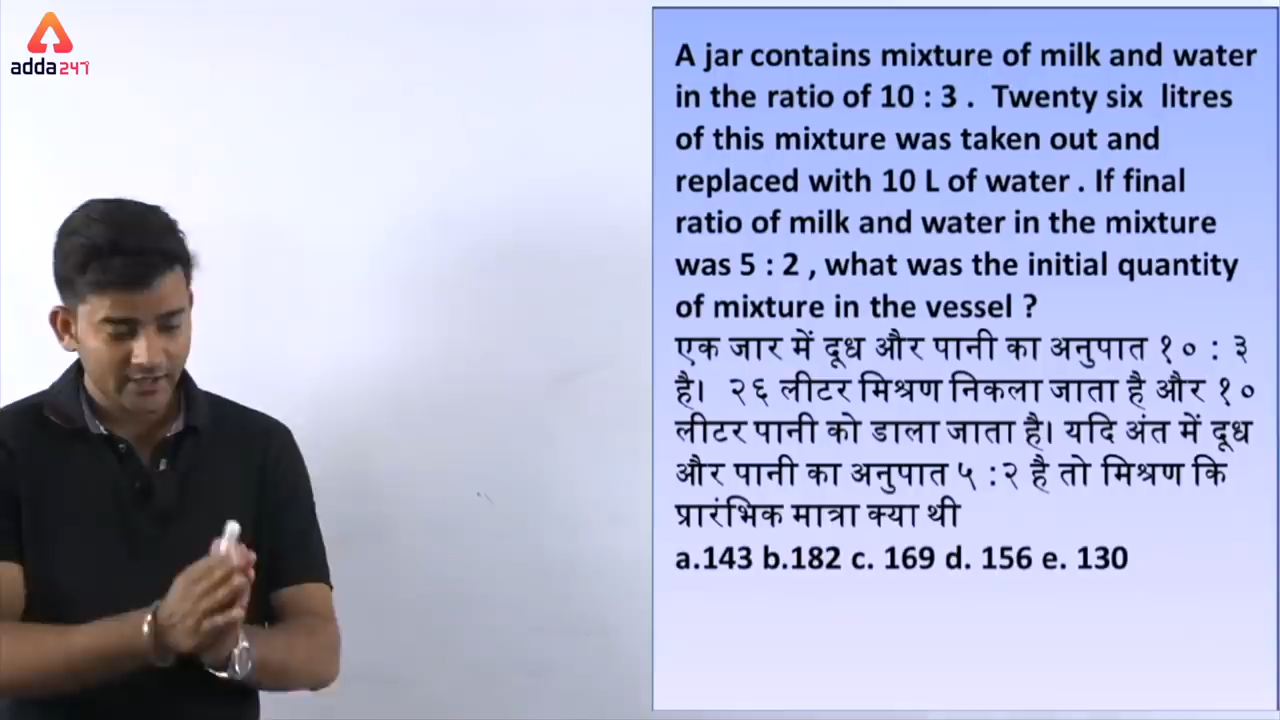 adda247
A jar contains mixture of milk and water
in the ratio of 10 : 3 . Twenty six litres
of this mixture was taken out and
replaced with 10 L of water . If final
ratio of milk and water in the mixture
was 5 : 2 , what was the initial quantity
of mixture in the vessel ?
एक जार में दूध और पानी का अनुपात १० : ३
है। २६ लीटर मिश्रण निकला जाता है और १०
लीटर पानी को डाला जाता है। यदि अंत में दूध
और पानी का अनुपात ५ :२ है तो मिश्रण कि
प्रारंभिक मात्रा क्या थी
a.143 b.182 c. 169 d. 156 e. 130